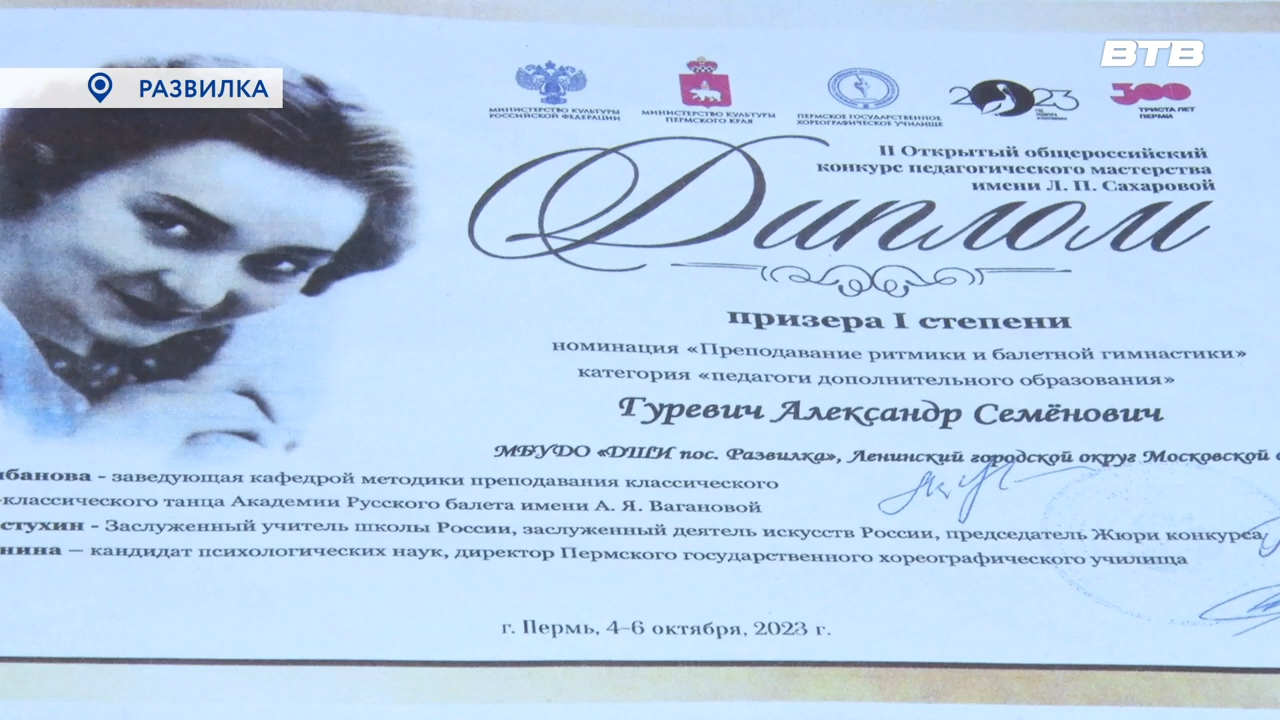 РАЗВИЛКА
ВТВ
МИНИСТЕРСТВО КУЛЬТУРЫ
РОССИЙСКОЙ ФЕДЕРАЦИИ
МИНИСТЕРСТВО КУЛЬТУРЫ
ПЕРМСКОГО КРАЯ
ПЕРМСКОЕ ГОСУДАРСТВЕННОЕ
ХОРЕОГРАФИЧЕСКОЕ УЧИЛИЩЕ
2023
300
ТРИСТА ЛЕТ
ПЕРМИ
II Открытый общероссийский
конкурс педагогического мастерства
имени Л. П. Сахаровой
Диплом
призера I степени
номинация «Преподавание ритмики и балетной гимнастики»
категория «педагоги дополнительного образования»
Гуревич Александр Семёнович
МБУДО «ДШИ пос. Развилка», Ленинский городской округ Московской о
ибанова - заведующая кафедрой методики преподавания классического
-классического танца Академии Русского балета имени А. Я. Вагановой
стухин - Заслуженный учитель школы России, заслуженный деятель искусств России, председатель Жюри конкурса
нина – кандидат психологических наук, директор Пермского государственного хореографического училища
г. Пермь, 4-6 октября, 2023 г.